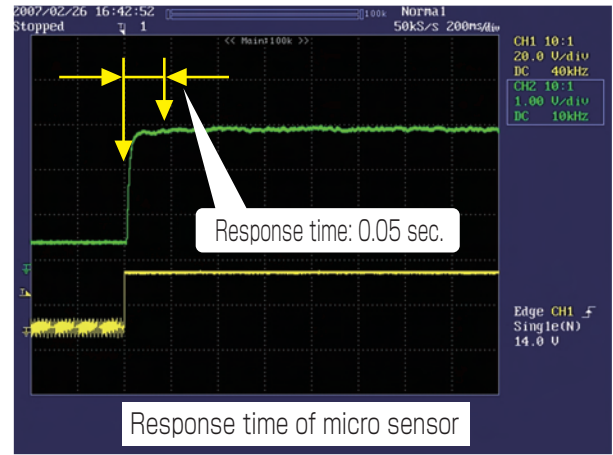 2007/02/26 16:42:52 100k Normal
Stopped 1 50kS/s 200ms/div
<< Main:100k >>
CH1 10:1
20.0 V/div
DC 40kHz
CH2 10:1
1.00 V/div
DC 10kHz
Response time: 0.05 sec.
Edge CH1
Single(N)
14.0 V
Response time of micro sensor